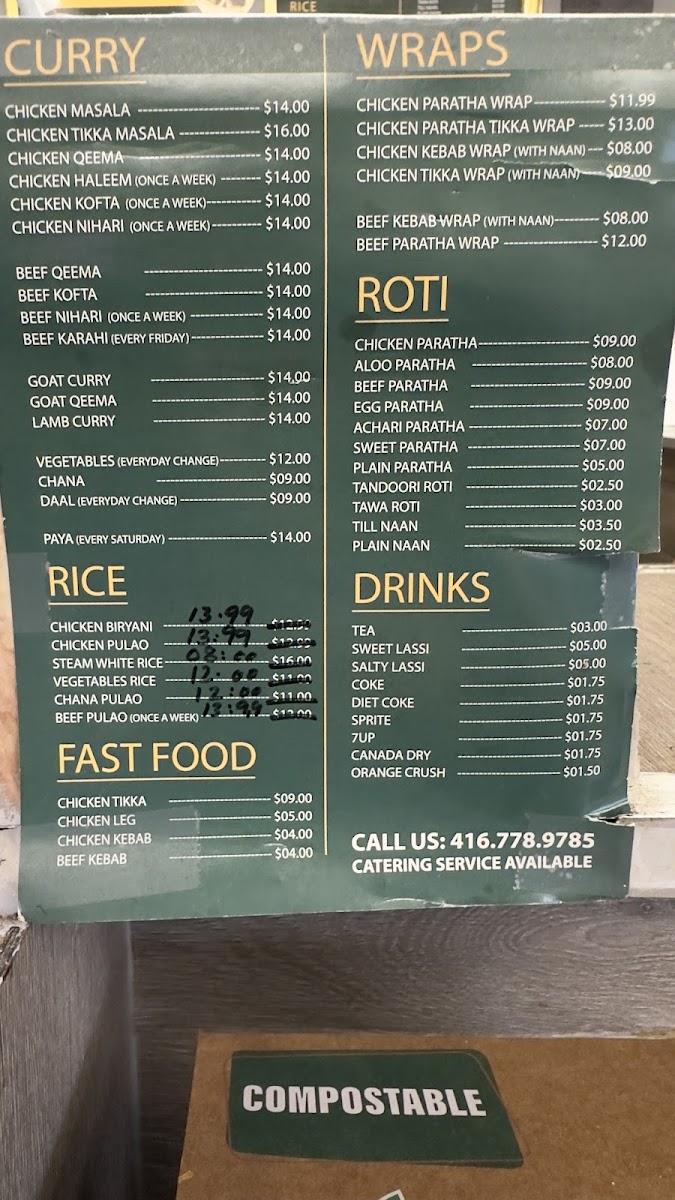 RICE
CURRY
CHICKEN MASALA $14.00
CHICKEN TIKKA MASALA $16.00
CHICKEN QEEMA $14.00
CHICKEN HALEEM (ONCE A WEEK) $14.00
CHICKEN KOFTA (ONCE A WEEK) $14.00
CHICKEN NIHARI (ONCE A WEEK) $14.00
BEEF QEEMA $14.00
BEEF KOFTA $14.00
BEEF NIHARI (ONCE A WEEK) $14.00
BEEF KARAHI (EVERY FRIDAY) $14.00
GOAT CURRY $14.00
GOAT QEEMA $14.00
LAMB CURRY $14.00
VEGETABLES (EVERYDAY CHANGE) $12.00
CHANA $09.00
DAAL (EVERYDAY CHANGE) $09.00
PAYA (EVERY SATURDAY) $14.00
RICE
CHICKEN BIRYANI 13.99
CHICKEN PULAO 13.99 $12.99
STEAM WHITE RICE 08:00 $16.00
VEGETABLES RICE 12.00 $11.00
CHANA PULAO 12:00 $11.00
BEEF PULAO (ONCE A WEEK) 13:99
FAST FOOD
CHICKEN TIKKA $09.00
CHICKEN LEG $05.00
CHICKEN KEBAB $04.00
BEEF KEBAB $04.00
WRAPS
CHICKEN PARATHA WRAP $11.99
CHICKEN PARATHA TIKKA WRAP $13.00
CHICKEN KEBAB WRAP (WITH NAAN) $08.00
CHICKEN TIKKA WRAP (WITH NAAN) $09.00
BEEF KEBAB WRAP (WITH NAAN) $08.00
BEEF PARATHA WRAP $12.00
ROTI
CHICKEN PARATHA $09.00
ALOO PARATHA $08.00
BEEF PARATHA $09.00
EGG PARATHA $09.00
ACHARI PARATHA $07.00
SWEET PARATHA $07.00
PLAIN PARATHA $05.00
TANDOORI ROTI $02.50
TAWA ROTI $03.00
TILL NAAN $03.50
PLAIN NAAN $02.50
DRINKS
TEA $03.00
SWEET LASSI $05.00
SALTY LASSI $05.00
COKE $01.75
DIET COKE $01.75
SPRITE $01.75
7UP $01.75
CANADA DRY $01.75
ORANGE CRUSH $01.50
CALL US: 416.778.9785
CATERING SERVICE AVAILABLE
COMPOSTABLE